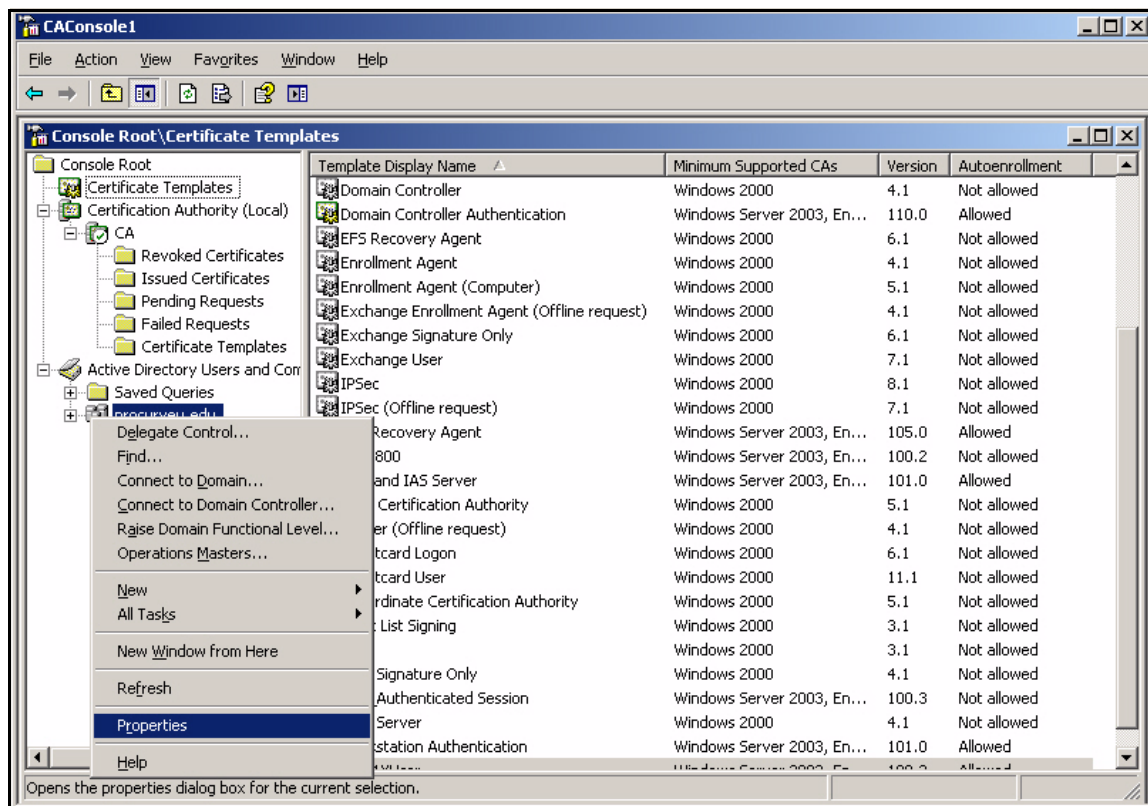 CAConsole1
File Action View Favorites Window Help
Console Root\Certificate Templates
Console Root
Certificate Templates
Certification Authority (Local)
CA
Revoked Certificates
Issued Certificates
Pending Requests
Failed Requests
Certificate Templates
Active Directory Users and Com
Saved Queries
procurveu.edu
Delegate Control...
Find...
Connect to Domain...
Connect to Domain Controller...
Raise Domain Functional Level...
Operations Masters...
New
All Tasks
New Window from Here
Refresh
Properties
Help
Template Display Name Minimum Supported CAs Version Autoenrollment
Domain Controller Windows 2000 4.1 Not allowed
Domain Controller Authentication Windows Server 2003, En... 110.0 Allowed
EFS Recovery Agent Windows 2000 6.1 Not allowed
Enrollment Agent Windows 2000 4.1 Not allowed
Enrollment Agent (Computer) Windows 2000 5.1 Not allowed
Exchange Enrollment Agent (Offline request) Windows 2000 4.1 Not allowed
Exchange Signature Only Windows 2000 6.1 Not allowed
Exchange User Windows 2000 7.1 Not allowed
IPSec Windows 2000 8.1 Not allowed
IPSec (Offline request) Windows 2000 7.1 Not allowed
Recovery Agent Windows Server 2003, En... 105.0 Allowed
800 Windows Server 2003, En... 100.2 Not allowed
and IAS Server Windows Server 2003, En... 101.0 Allowed
Certification Authority Windows 2000 5.1 Not allowed
er (Offline request) Windows 2000 4.1 Not allowed
tcard Logon Windows 2000 6.1 Not allowed
tcard User Windows 2000 11.1 Not allowed
rdinate Certification Authority Windows 2000 5.1 Not allowed
List Signing Windows 2000 3.1 Not allowed
Windows 2000 3.1 Not allowed
Signature Only Windows 2000 4.1 Not allowed
Authenticated Session Windows Server 2003, En... 100.3 Not allowed
Server Windows 2000 4.1 Not allowed
station Authentication Windows Server 2003, En... 101.0 Allowed
Opens the properties dialog box for the current selection.